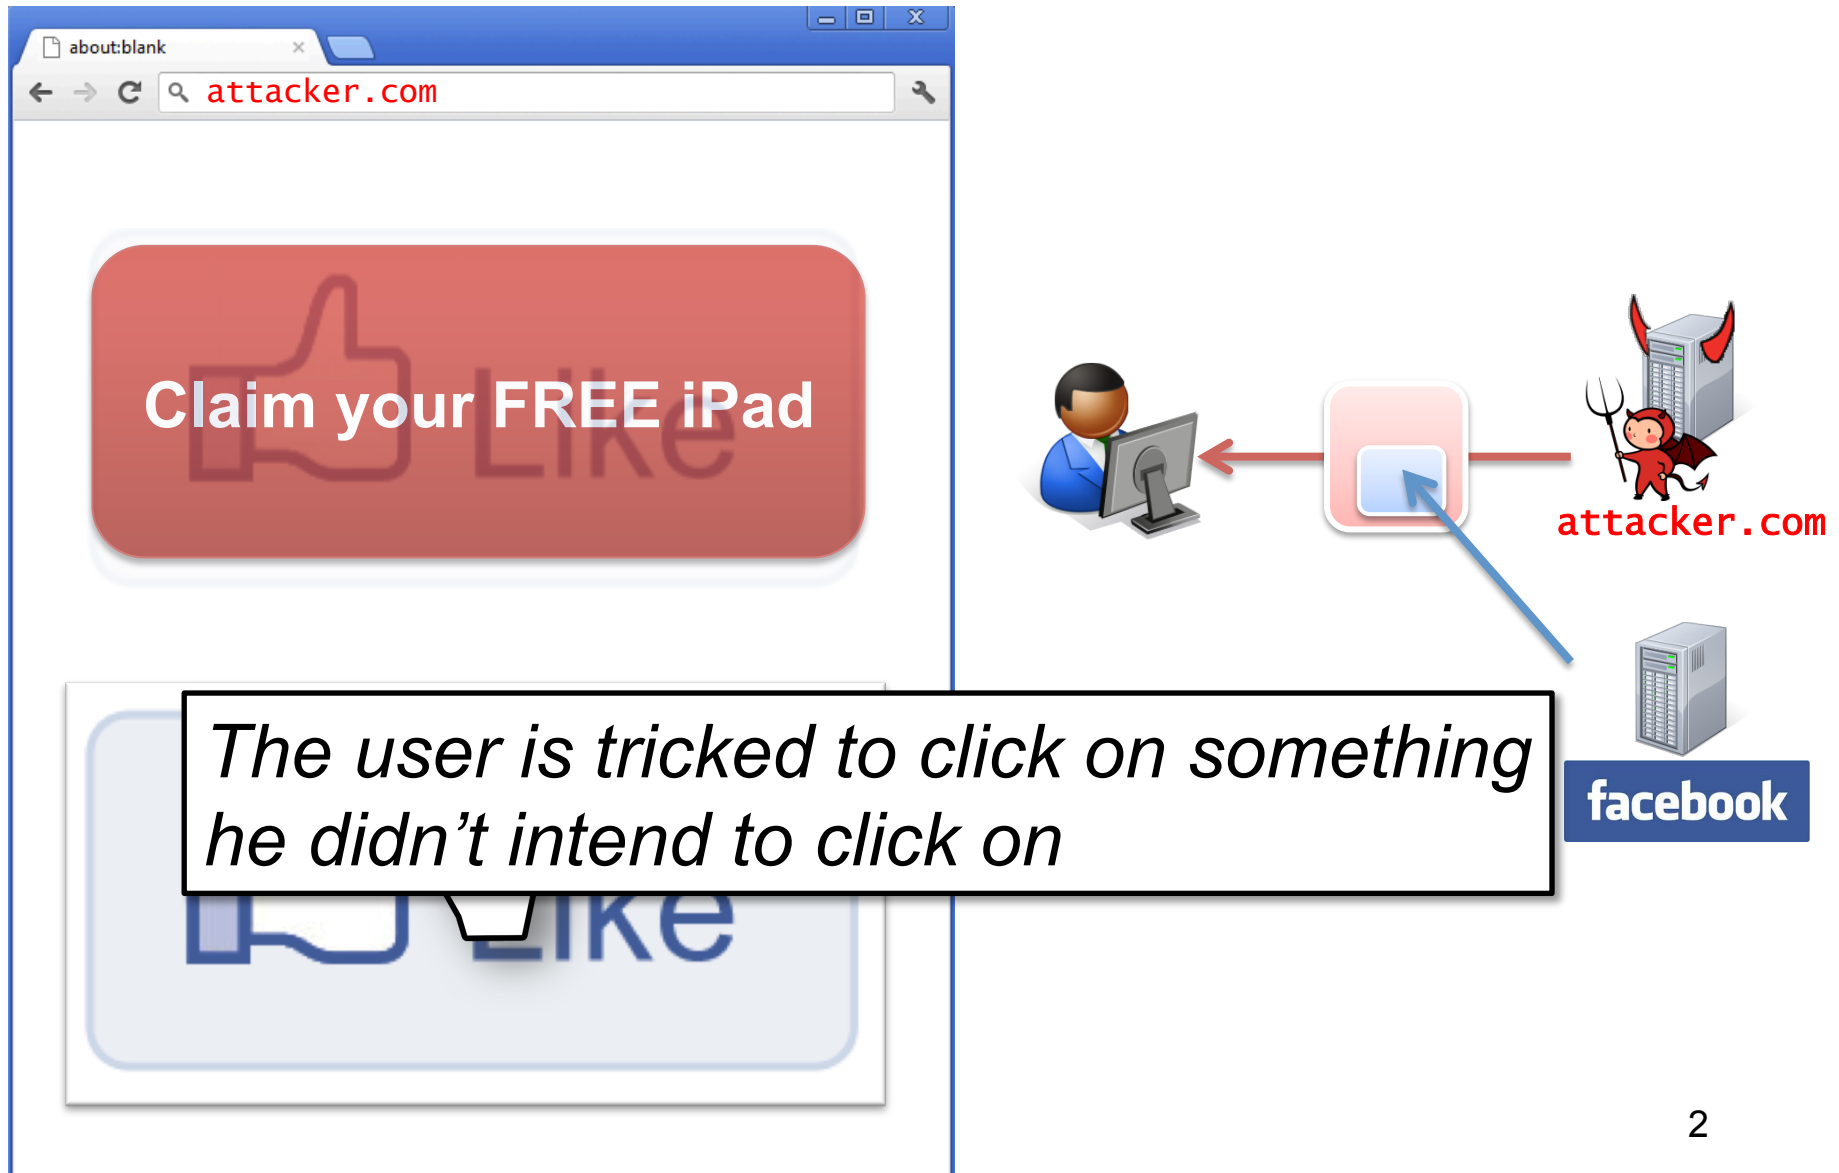 about:blank
attacker.com
Claim your FREE iPad
Like
attacker.com
The user is tricked to click on something
he didn’t intend to click on
facebook
Like
2